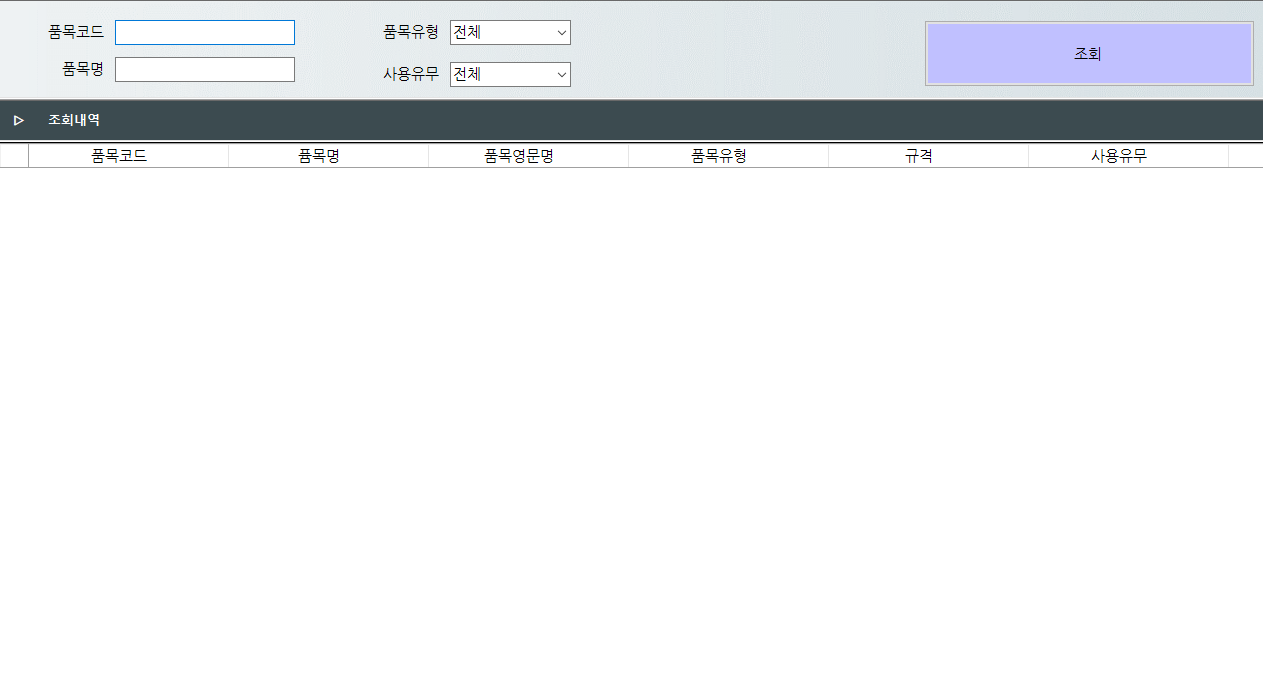 품목코드 품목유형 전체 조회
품목명 사용유무 전체
조회내역
품목코드 픔목명 품목영문명 품목유형 규격 사용유무